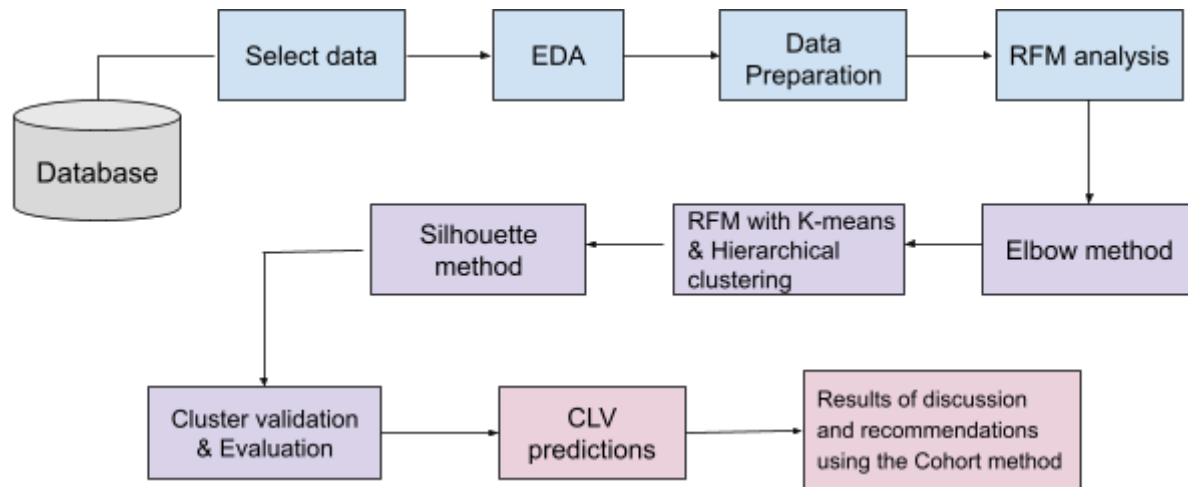 Select data
EDA
Data
Preparation
RFM analysis
Database
Silhouette
method
RFM with K-means
& Hierarchical
clustering
Elbow method
Cluster validation
& Evaluation
CLV
predictions
Results of discussion
and recommendations
using the Cohort method